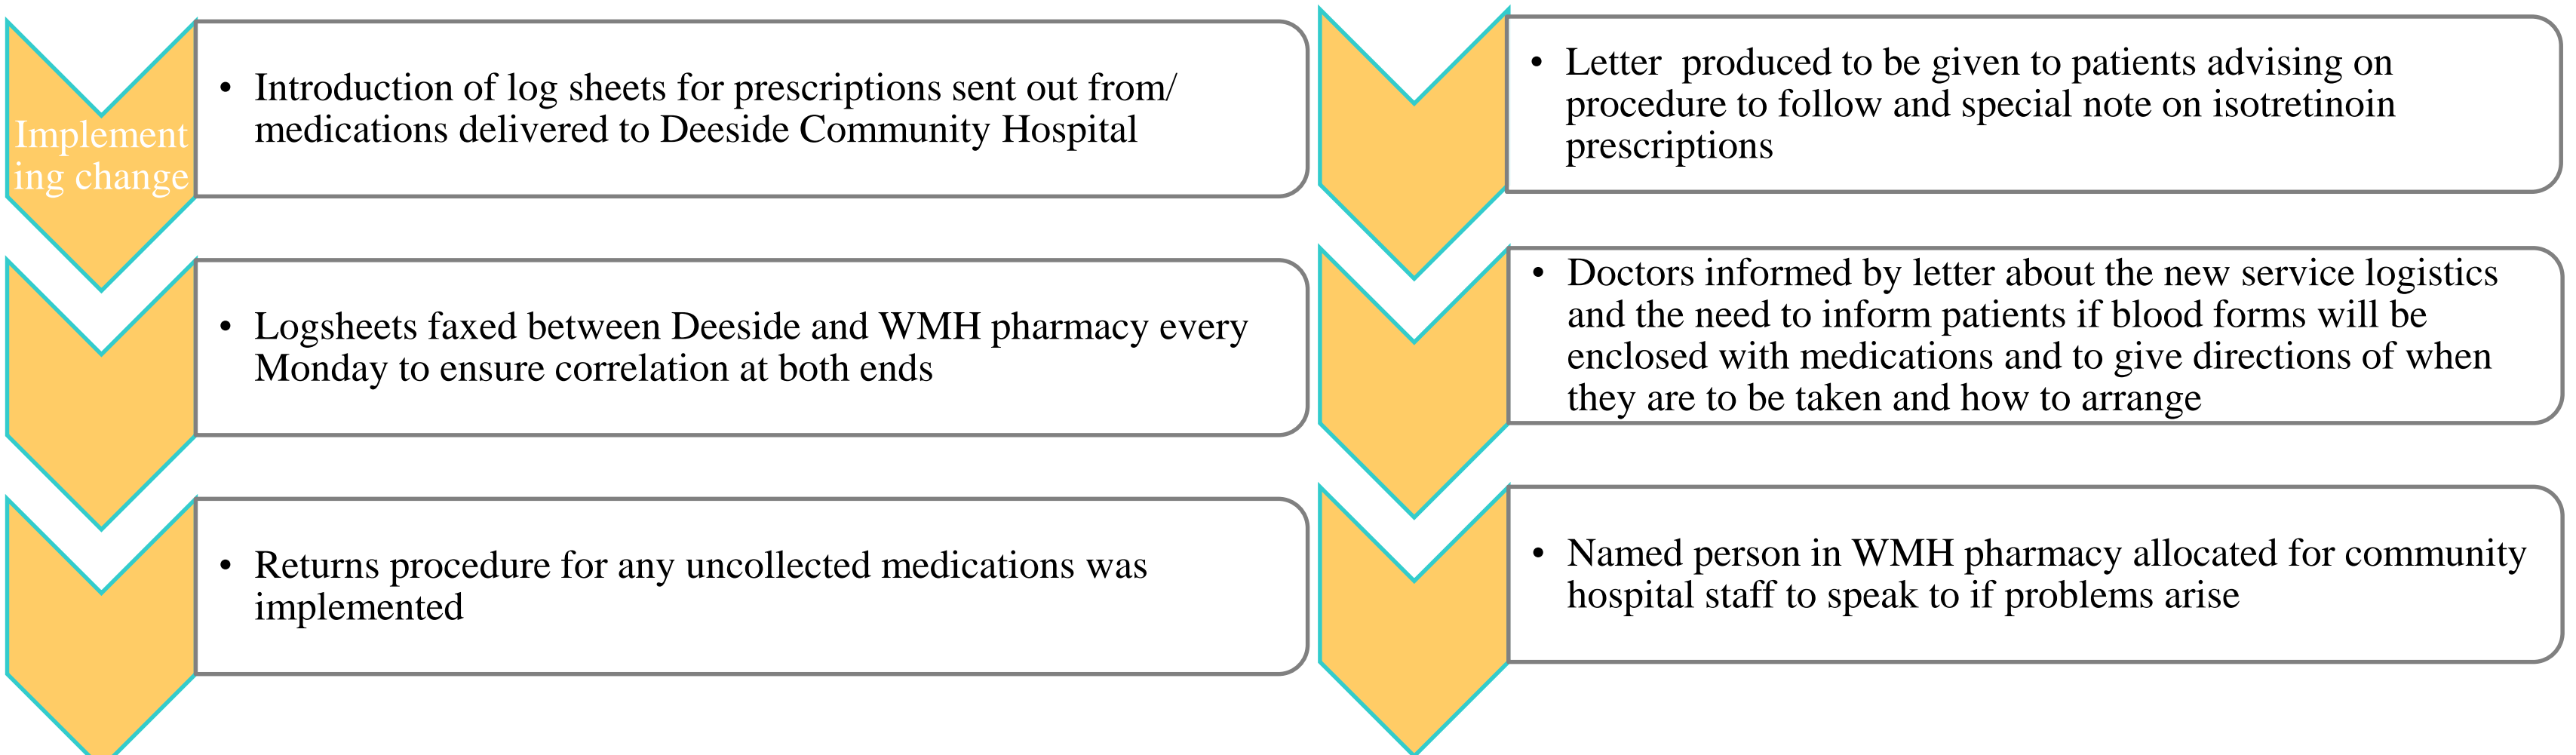 Implement
ing change
• Introduction of log sheets for prescriptions sent out from/
medications delivered to Deeside Community Hospital
• Logsheets faxed between Deeside and WMH pharmacy every
Monday to ensure correlation at both ends
• Returns procedure for any uncollected medications was
implemented
• Letter  produced to be given to patients advising on
procedure to follow and special note on isotretinoin
prescriptions
• Doctors informed by letter about the new service logistics
and the need to inform patients if blood forms will be
enclosed with medications and to give directions of when
they are to be taken and how to arrange
• Named person in WMH pharmacy allocated for community
hospital staff to speak to if problems arise